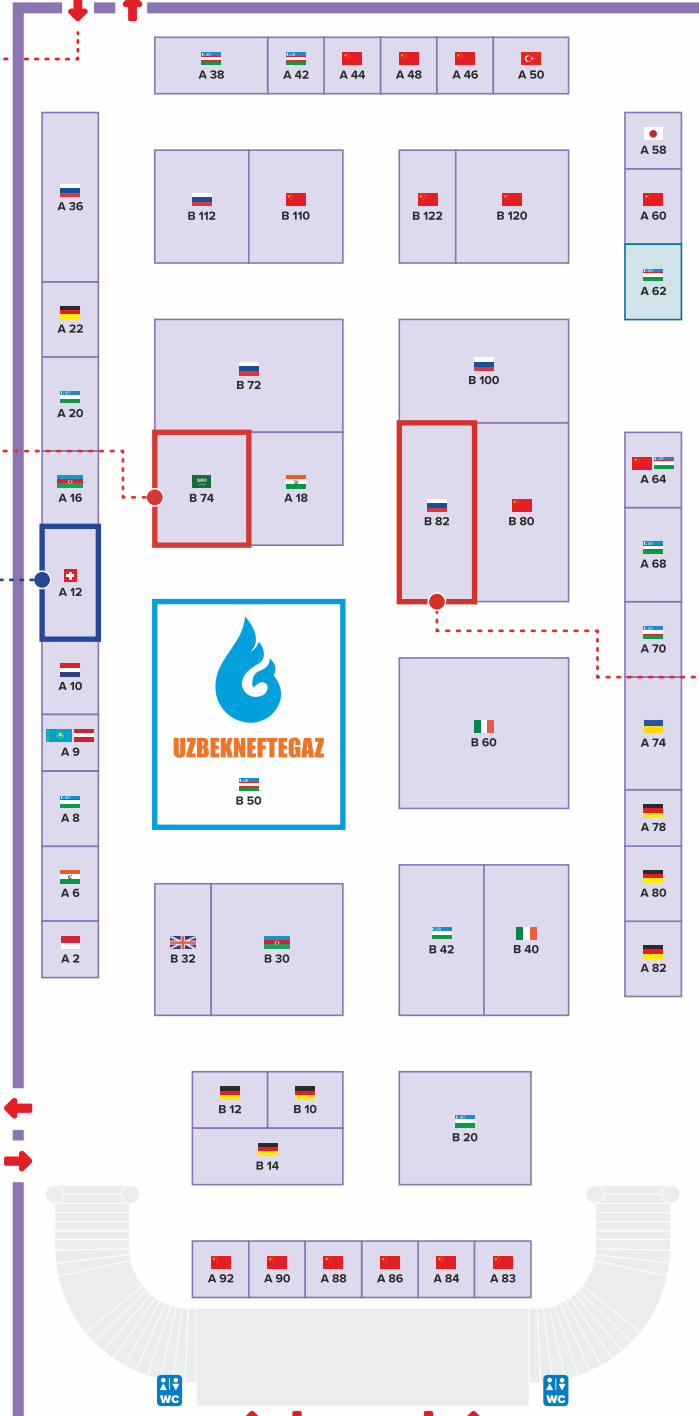 A 38
A 42
A 44
A 48
A 46
A 50
A 58
A 36
B 112
B 110
B 122
B 120
A 60
A 62
A 22
B 72
B 100
A 20
A 16
B 74
A 18
B 82
B 80
A 64
A 68
A 12
A 10
A 70
UZBEKNEFTEGAZ
B 50
B 60
A 74
A 9
A 8
A 78
A 6
A 80
A 2
B 32
B 30
B 42
B 40
A 82
B 12
B 10
B 14
B 20
A 92
A 90
A 88
A 86
A 84
A 83
WC
WC